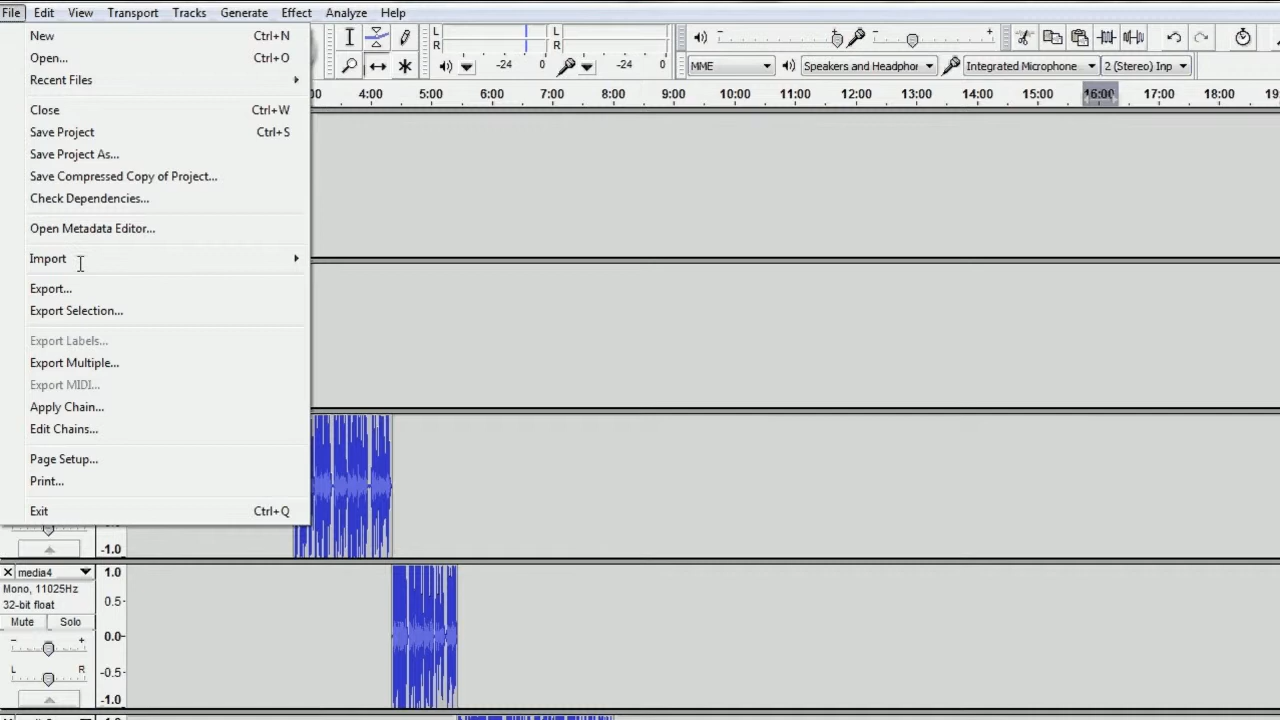 File Edit View Transport Tracks Generate Effect Analyze Help
New Ctrl+N
Open... Ctrl+O
Recent Files
Close Ctrl+W
Save Project Ctrl+S
Save Project As...
Save Compressed Copy of Project...
Check Dependencies...
Open Metadata Editor...
Import
Export...
Export Selection...
Export Labels...
Export Multiple...
Export MIDI...
Apply Chain...
Edit Chains...
Page Setup...
Print...
Exit Ctrl+Q
L R L R
-24 0 -24 0
MME Speakers and Headphor Integrated Microphone 2 (Stereo) Inp
4:00 5:00 6:00 7:00 8:00 9:00 10:00 11:00 12:00 13:00 14:00 15:00 16:00 17:00 18:00
-1.0
media4 1.0
Mono, 11025Hz
32-bit float 0.5-
Mute Solo
- + 0.0-
L R -0.5-
-1.0